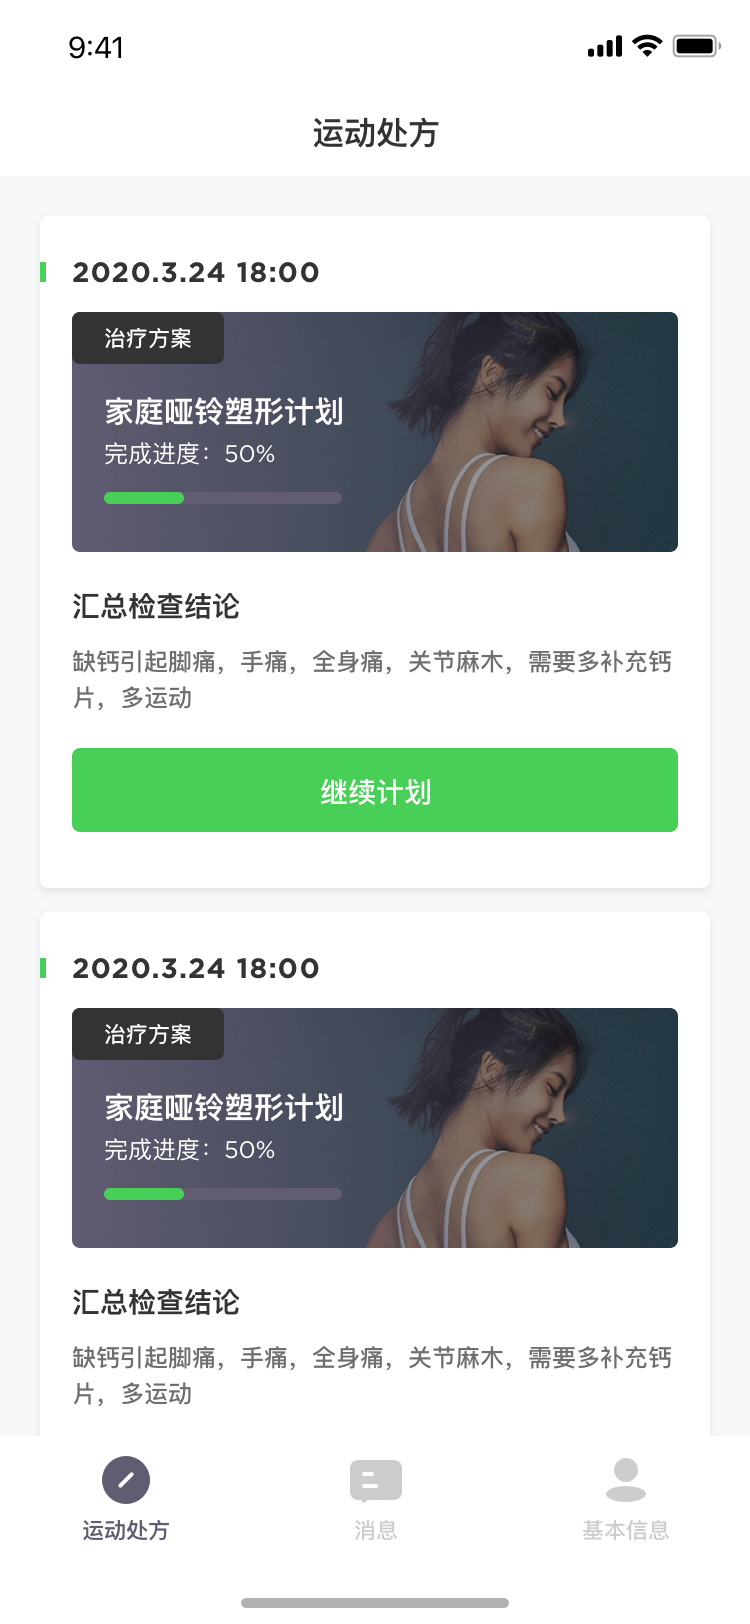 9:41
运动处方
2020.3.24 18:00
治疗方案
家庭哑铃塑形计划
完成进度：50%
汇总检查结论
缺钙引起脚痛，手痛，全身痛，关节麻木，需要多补充钙
片，多运动
继续计划
2020.3.24 18:00
治疗方案
家庭哑铃塑形计划
完成进度：50%
汇总检查结论
缺钙引起脚痛，手痛，全身痛，关节麻木，需要多补充钙
片，多运动
运动处方
消息
基本信息